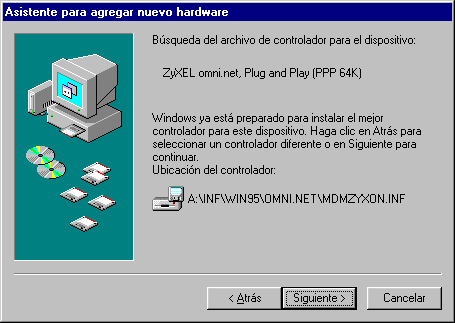 Asistente para agregar nuevo hardware
Búsqueda del archivo de controlador para el dispositivo:
ZyXEL omni.net, Plug and Play (PPP 64K)
Windows ya está preparado para instalar el mejor
controlador para este dispositivo. Haga clic en Atrás para
seleccionar un controlador diferente o en Siguiente para
continuar.
Ubicación del controlador:
A:\INF\WIN95\OMNI.NET\MDMZYXON.INF
< Atrás
Siguiente >
Cancelar